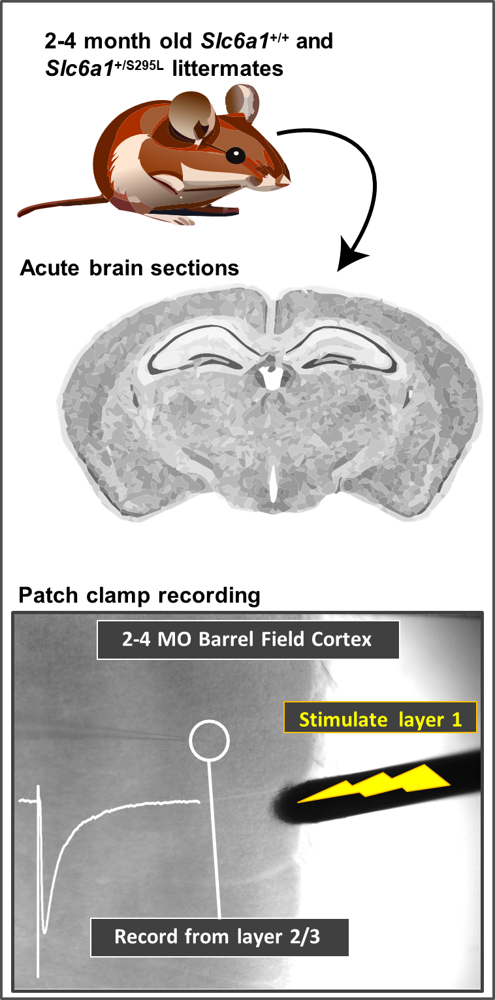 2-4 month old Slc6a1+/+ and
Slc6a1+/S295L littermates
Acute brain sections
Patch clamp recording
2-4 MO Barrel Field Cortex
Stimulate layer 1
Record from layer 2/3